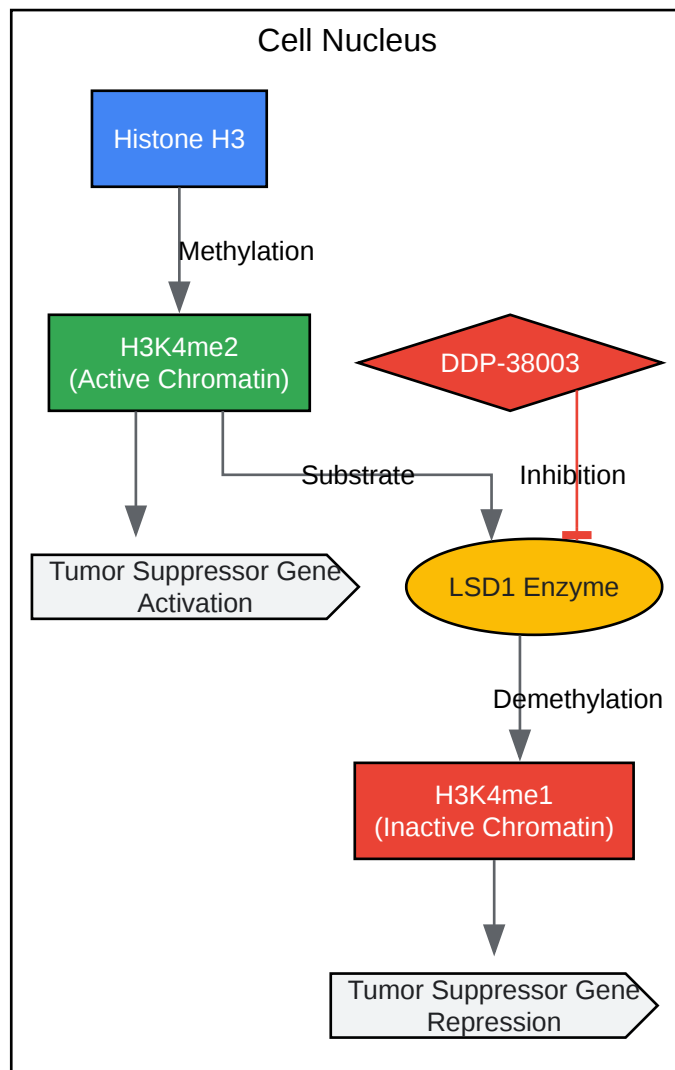 Cell Nucleus
Histone H3
Methylation
H3K4me2
(Active Chromatin)
DDP-38003
Substrate
Inhibition
Tumor Suppressor Gene
Activation
LSD1 Enzyme
Demethylation
H3K4me1
(Inactive Chromatin)
Tumor Suppressor Gene
Repression